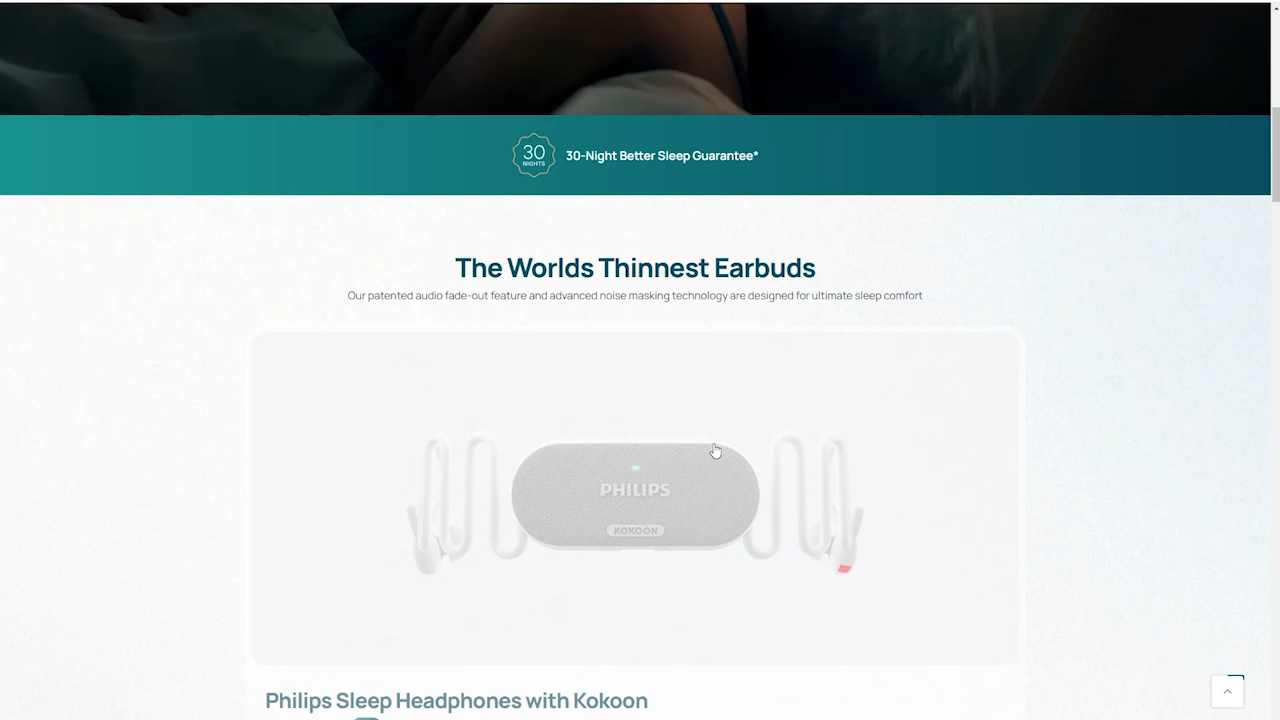 30
NIGHTS
30-Night Better Sleep Guarantee*
The Worlds Thinnest Earbuds
Our patented audio fade-out feature and advanced noise masking technology are designed for ultimate sleep comfort
PHILIPS
KOKOON
Philips Sleep Headphones with Kokoon